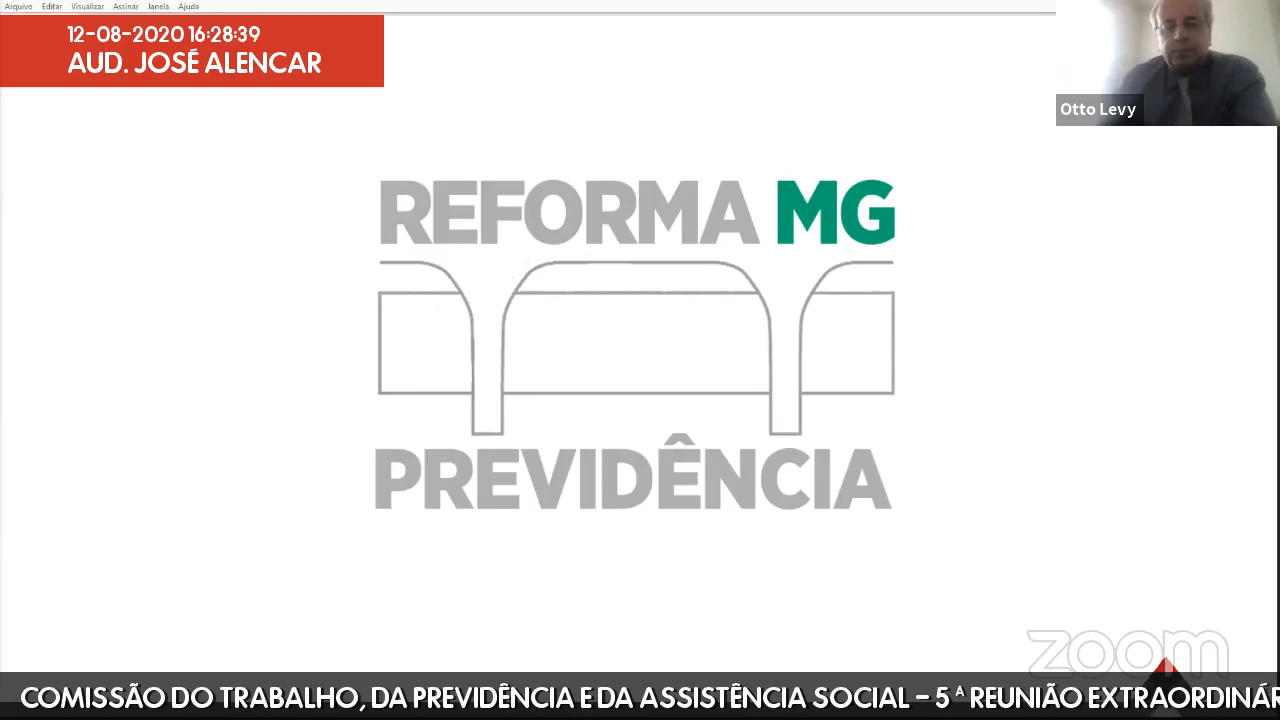 Arquivo Editar Visualizar Assinar Janela Ajuda
12-08-2020 16:28:39
AUD. JOSÉ ALENCAR
Otto Levy
REFORMA MG
PREVIDÊNCIA
zoom
COMISSÃO DO TRABALHO, DA PREVIDÊNCIA E DA ASSISTÊNCIA SOCIAL – 5ª REUNIÃO EXTRAORDINÁR